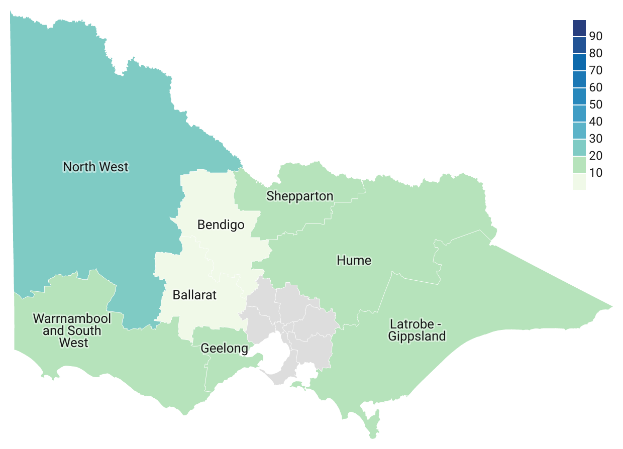 90
80
70
60
50
40
30
20
10
North West
Shepparton
Bendigo
Hume
Ballarat
Warrnambool
and South
West
Latrobe -
Gippsland
Geelong